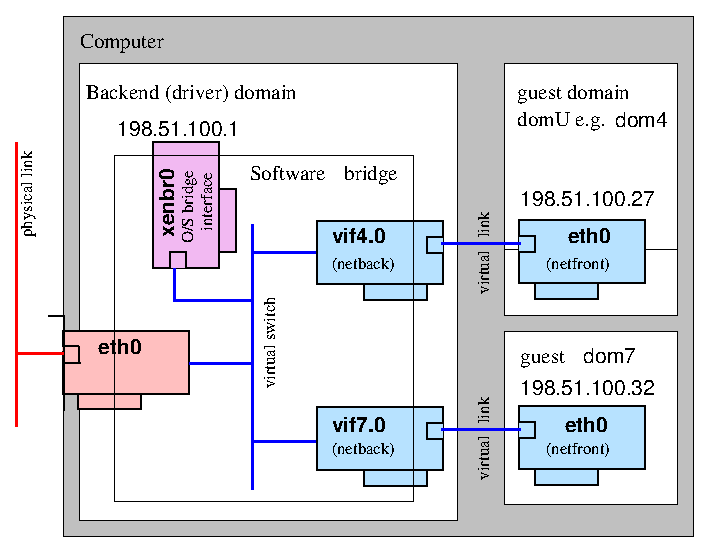 Computer
Backend (driver) domain
198.51.100.1
xenbr0
O/S bridge
interface
Software bridge
physical link
eth0
virtual switch
vif4.0
(netback)
vif7.0
(netback)
virtual link
virtual link
guest domain
domU e.g. dom4
198.51.100.27
eth0
(netfront)
guest dom7
198.51.100.32
eth0
(netfront)